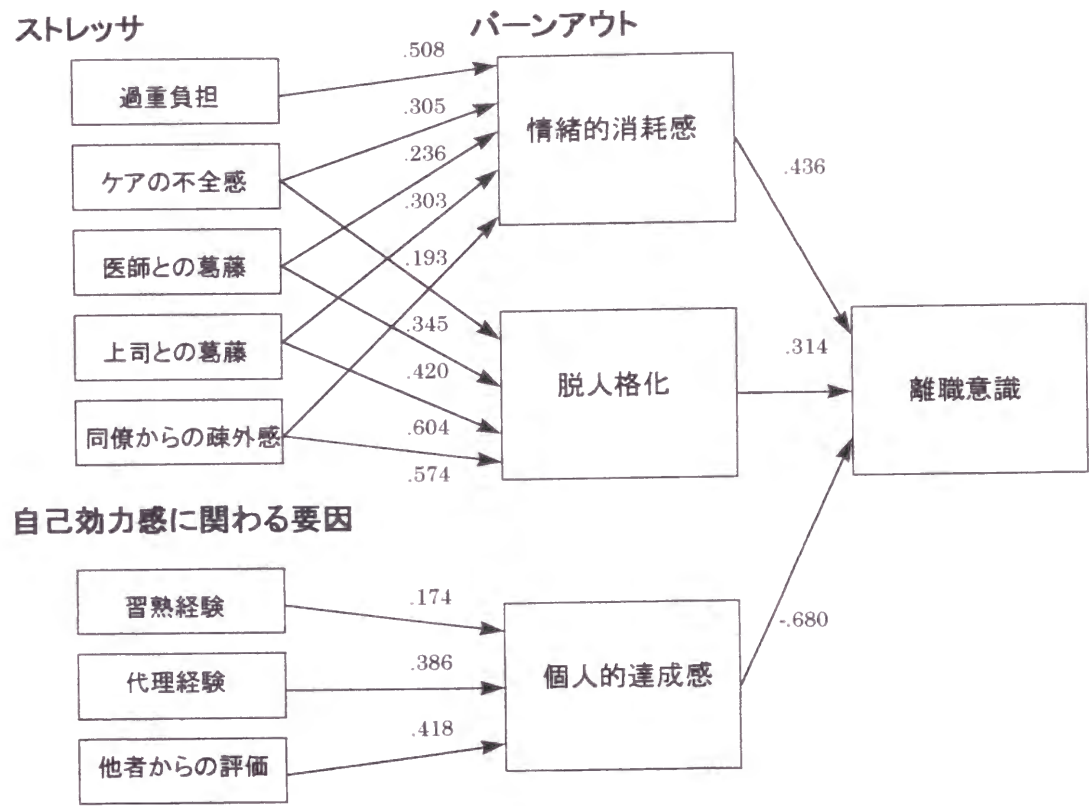 ストレッサ
バーンアウト
過重負担
ケアの不全感
医師との葛藤
上司との葛藤
同僚からの疎外感
.508
.305
.236
.303
.193
.345
.420
.604
.574
情緒的消耗感
脱人格化
.436
.314
離職意識
自己効力感に関わる要因
習熟経験
代理経験
他者からの評価
.174
.386
.418
個人的達成感
-.680